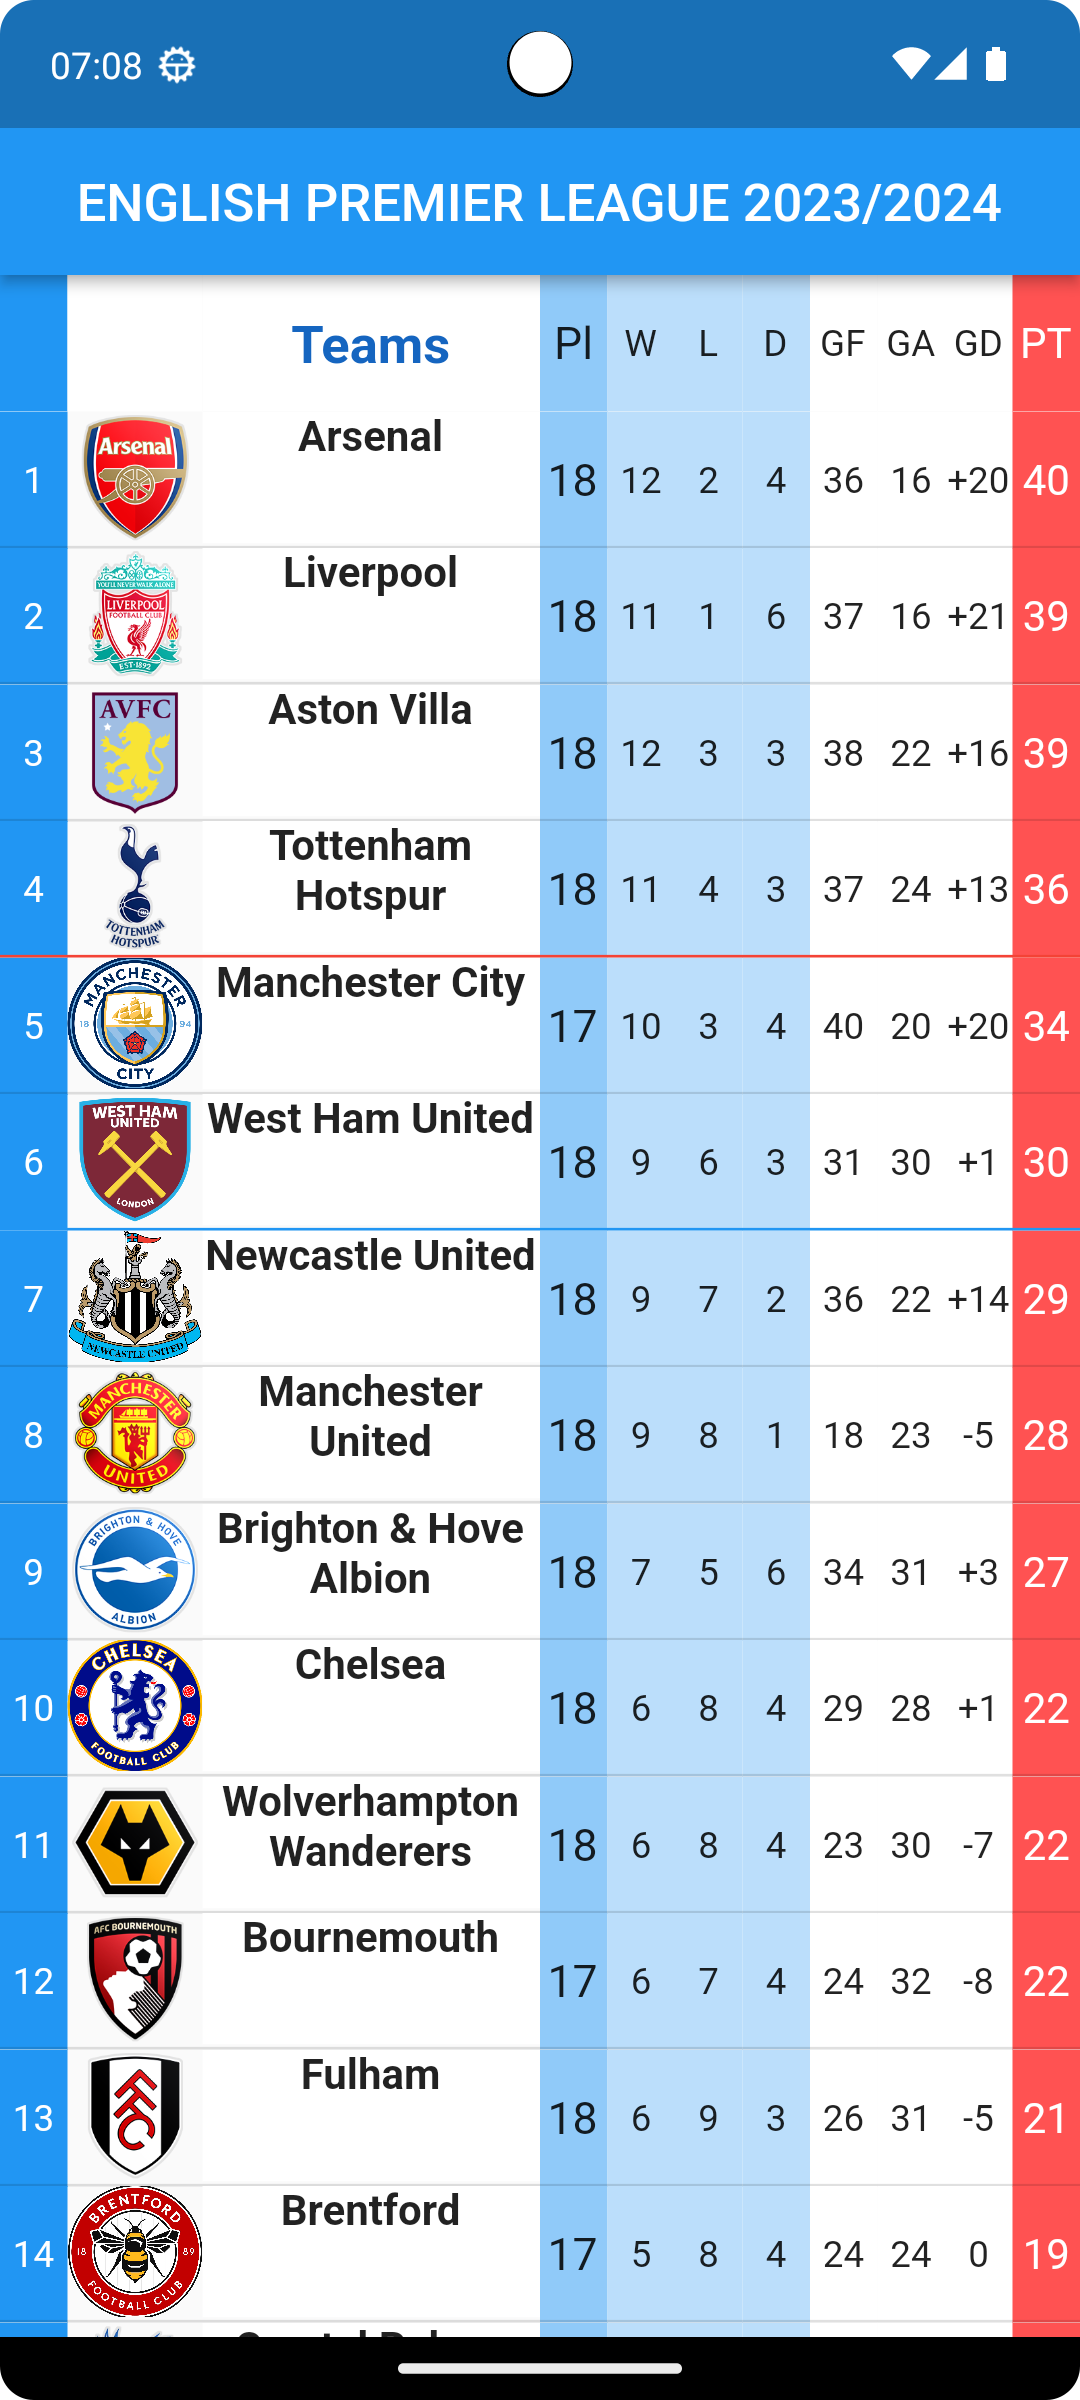 07:08
ENGLISH PREMIER LEAGUE 2023/2024
Teams Pl W L D GF GA GD PT
1 Arsenal Arsenal 18 12 2 4 36 16 +20 40
2 YOU'LL NEVER WALK ALONE LIVERPOOL FOOTBALL CLUB EST·1892 Liverpool 18 11 1 6 37 16 +21 39
3 AVFC Aston Villa 18 12 3 3 38 22 +16 39
4 TOTTENHAM HOTSPUR Tottenham
Hotspur 18 11 4 3 37 24 +13 36
5 MANCHESTER 18 94 CITY Manchester City 17 10 3 4 40 20 +20 34
6 WEST HAM UNITED LONDON West Ham United 18 9 6 3 31 30 +1 30
7 NEWCASTLE UNITED Newcastle United 18 9 7 2 36 22 +14 29
8 MANCHESTER UNITED Manchester
United 18 9 8 1 18 23 -5 28
9 BRIGHTON & HOVE ALBION Brighton & Hove
Albion 18 7 5 6 34 31 +3 27
10 CHELSEA FOOTBALL CLUB Chelsea 18 6 8 4 29 28 +1 22
11 Wolverhampton
Wanderers 18 6 8 4 23 30 -7 22
12 AFC BOURNEMOUTH Bournemouth 17 6 7 4 24 32 -8 22
13 FFC Fulham 18 6 9 3 26 31 -5 21
14 BRENTFORD 18 89 FOOTBALL CLUB Brentford 17 5 8 4 24 24 0 19